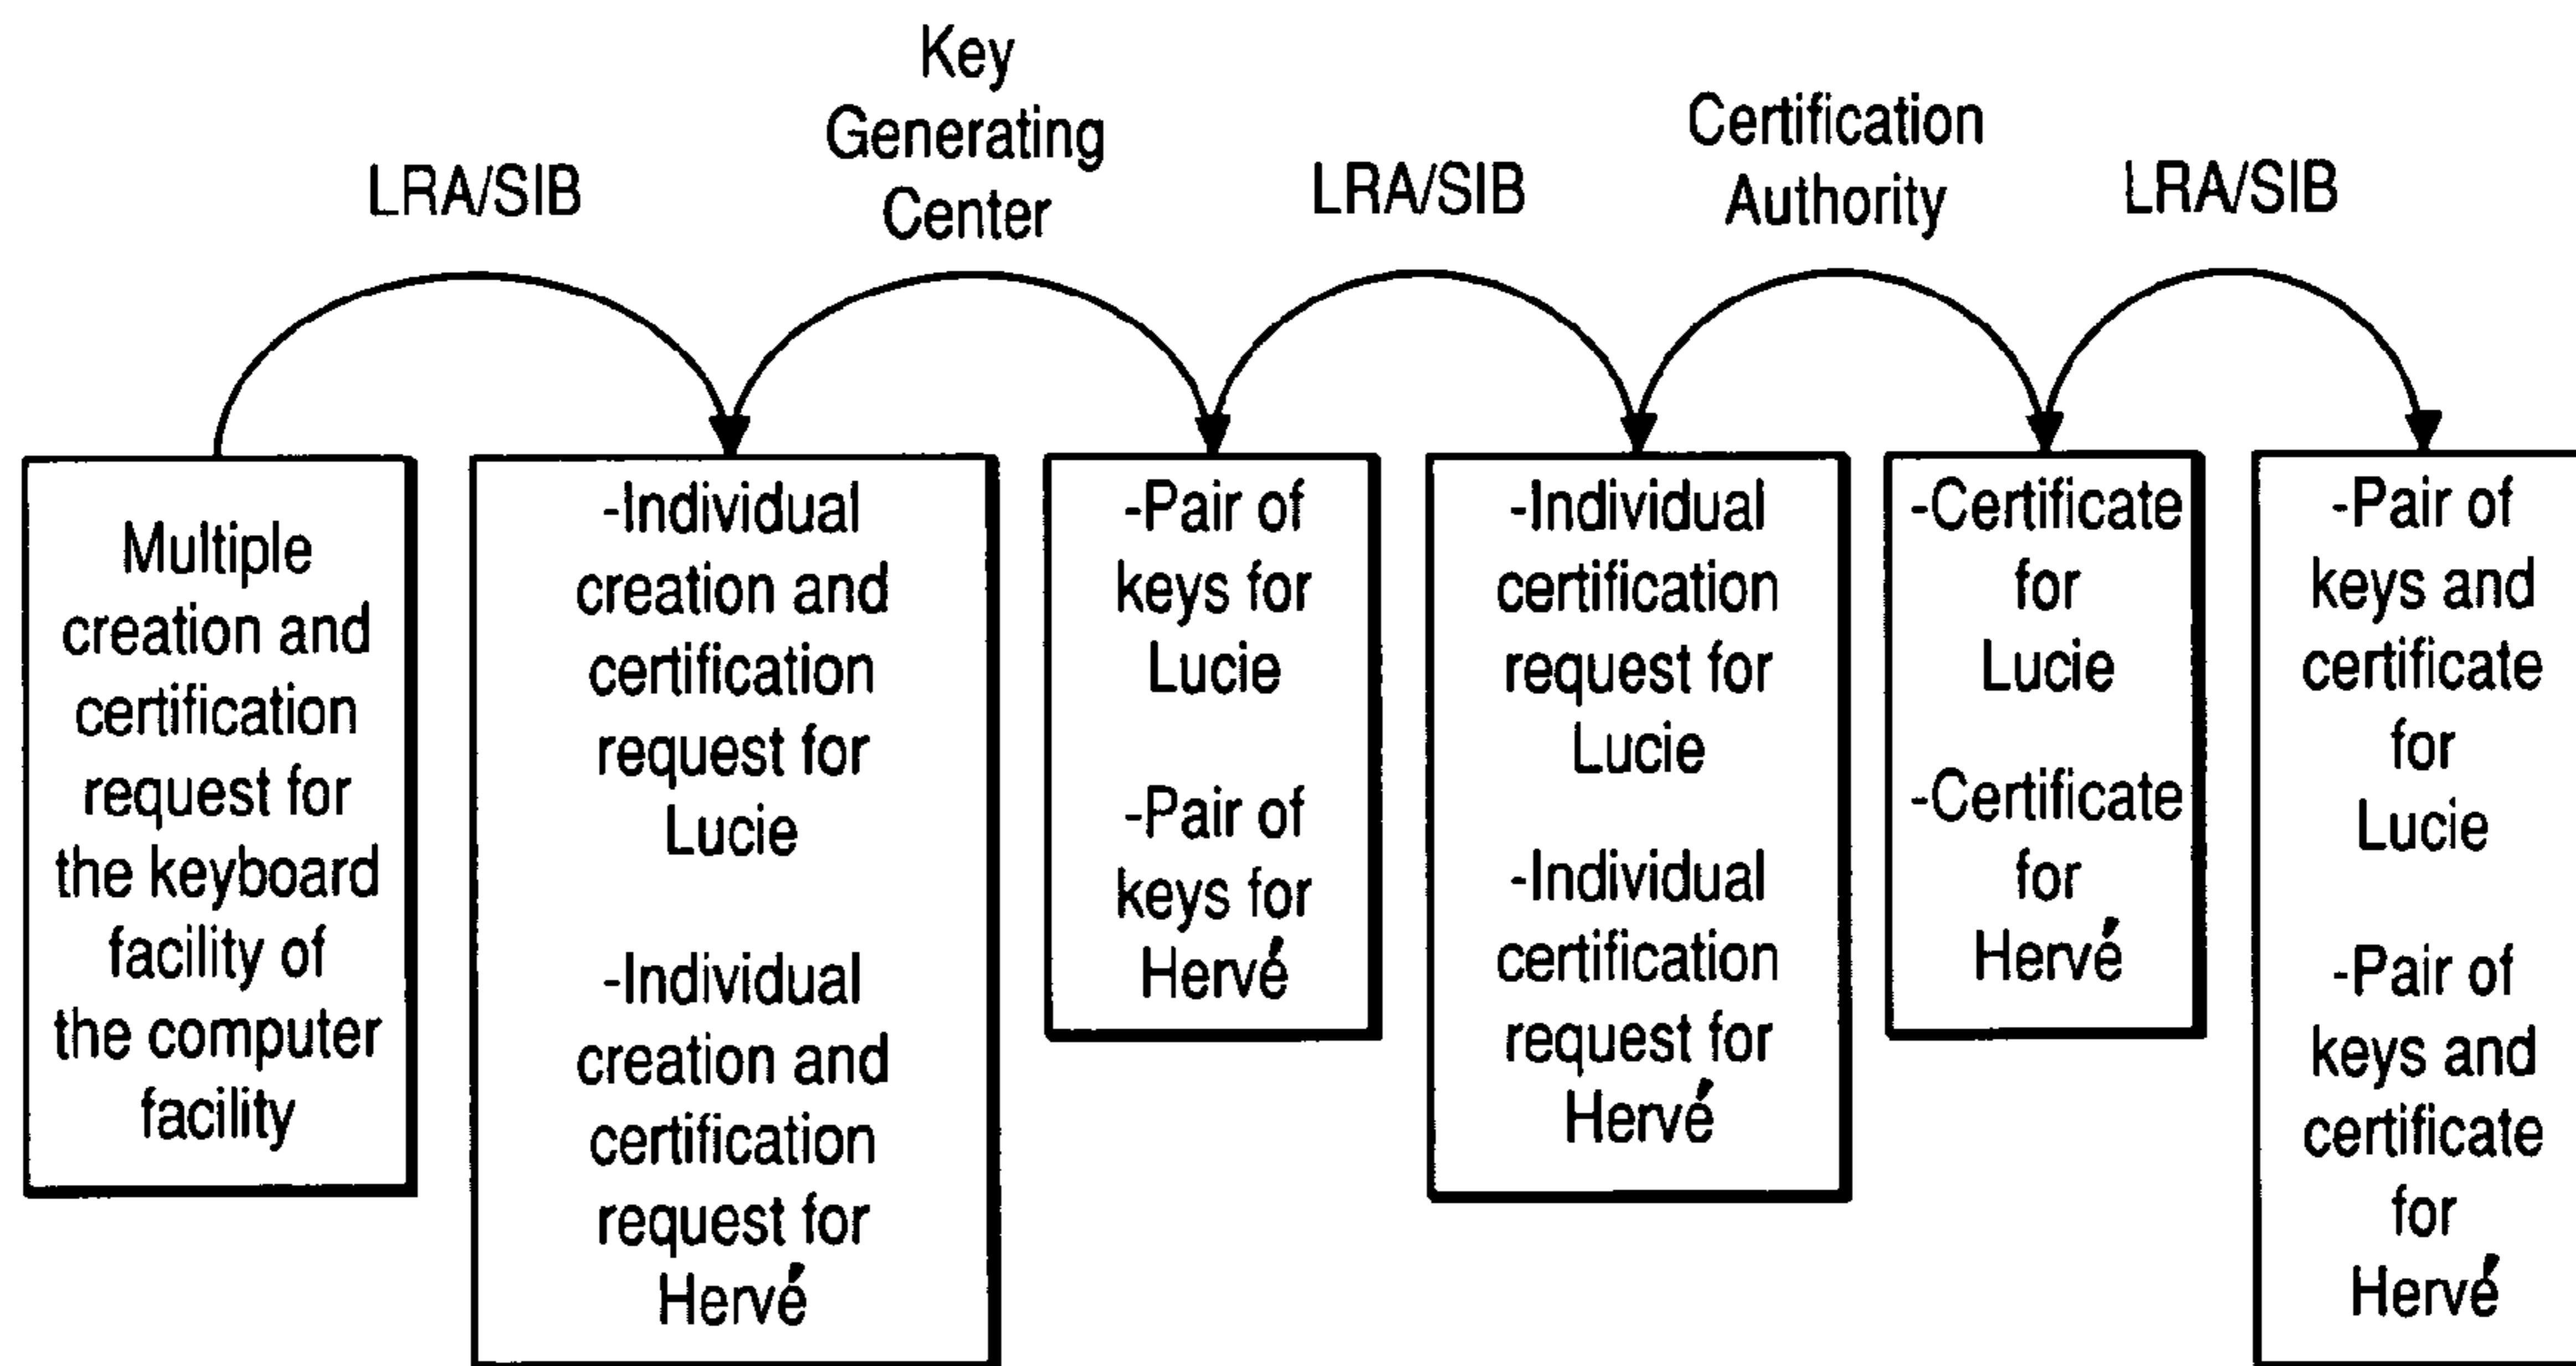 LRA/SIB
Key
Generating
Center
LRA/SIB
Certification
Authority
LRA/SIB
Multiple
creation and
certification
request for
the keyboard
facility of
the computer
facility
-Individual
creation and
certification
request for
Lucie
-Individual
creation and
certification
request for
Hervé
-Pair of
keys for
Lucie
-Pair of
keys for
Hervé
-Individual
certification
request for
Lucie
-Individual
certification
request for
Hervé
-Certificate
for
Lucie
-Certificate
for
Hervé
-Pair of
keys and
certificate
for
Lucie
-Pair of
keys and
certificate
for
Hervé